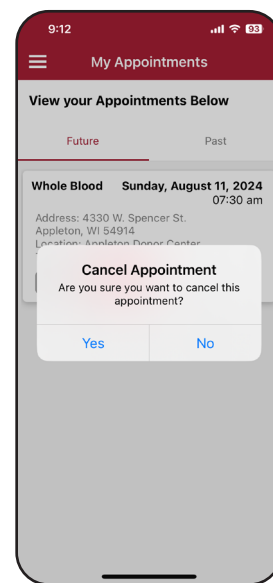 9:12
93
My Appointments
View your Appointments Below
Future Past
Whole Blood Sunday, August 11, 2024
07:30 am
Address: 4330 W. Spencer St.
Appleton, WI 54914
Location: Appleton Donor Center
Cancel Appointment
Are you sure you want to cancel this
appointment?
Yes No